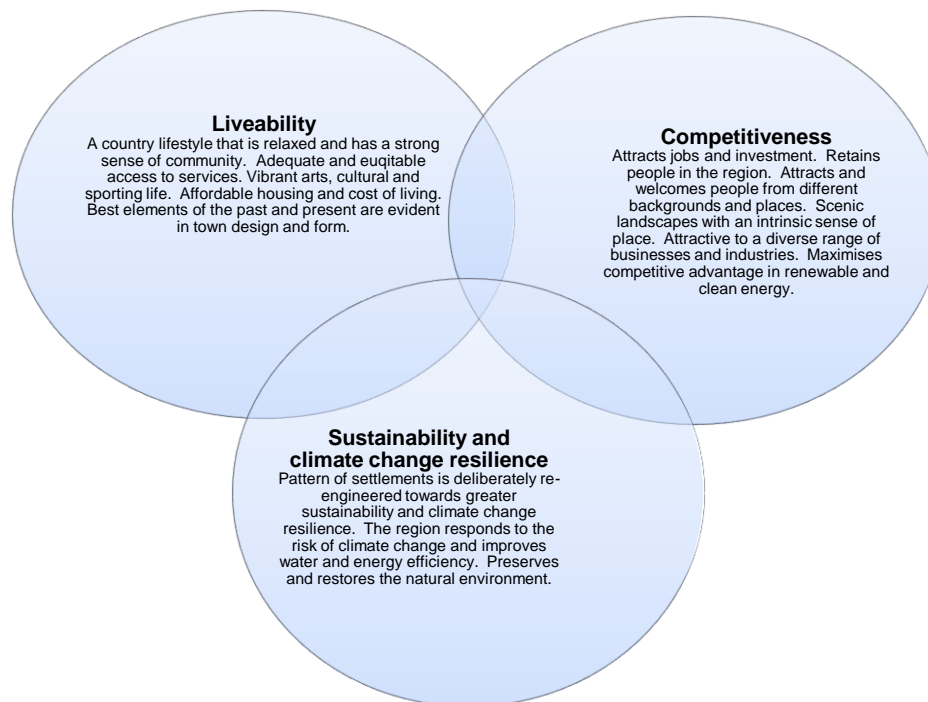 Liveability
A country lifestyle that is relaxed and has a strong
sense of community. Adequate and euqitable
access to services. Vibrant arts, cultural and
sporting life. Affordable housing and cost of living.
Best elements of the past and present are evident
in town design and form.
Competitiveness
Attracts jobs and investment. Retains
people in the region. Attracts and
welcomes people from different
backgrounds and places. Scenic
landscapes with an intrinsic sense of
place. Attractive to a diverse range of
businesses and industries. Maximises
competitive advantage in renewable and
clean energy.
Sustainability and
climate change resilience
Pattern of settlements is deliberately re-
engineered towards greater
sustainability and climate change
resilience. The region responds to the
risk of climate change and improves
water and energy efficiency. Preserves
and restores the natural environment.